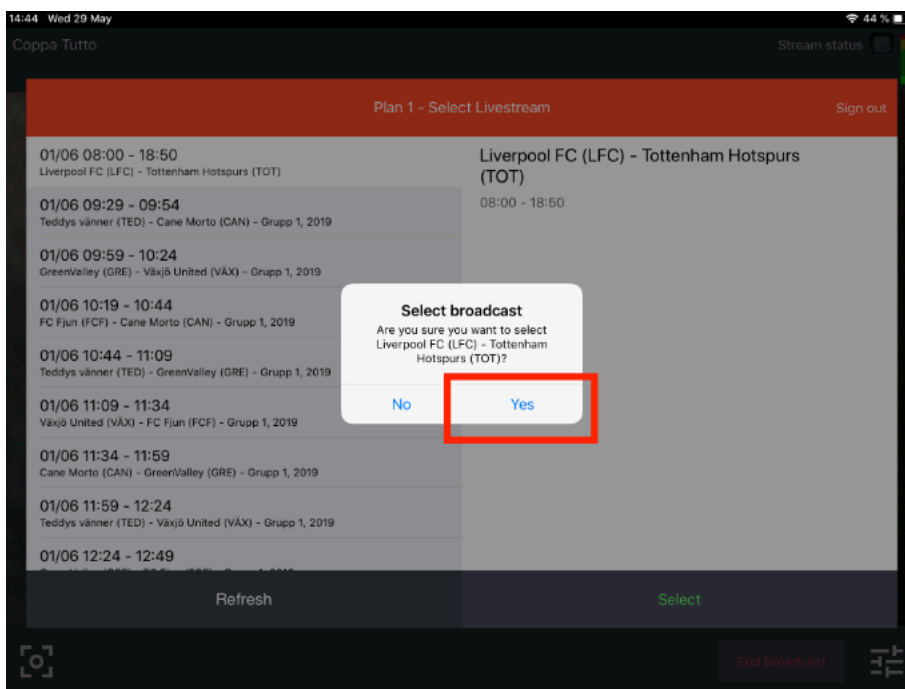 14:44 Wed 29 May
44 %
Coppa Tutto
Stream status
Plan 1 - Select Livestream
Sign out
01/06 08:00 - 18:50
Liverpool FC (LFC) - Tottenham Hotspurs (TOT)
01/06 09:29 - 09:54
Teddys vänner (TED) - Cane Morto (CAN) - Grupp 1, 2019
01/06 09:59 - 10:24
GreenValley (GRE) - Växjö United (VÄX) - Grupp 1, 2019
01/06 10:19 - 10:44
FC Fjun (FCF) - Cane Morto (CAN) - Grupp 1, 2019
01/06 10:44 - 11:09
Teddys vänner (TED) - GreenValley (GRE) - Grupp 1, 2019
01/06 11:09 - 11:34
Växjö United (VÄX) - FC Fjun (FCF) - Grupp 1, 2019
01/06 11:34 - 11:59
Cane Morto (CAN) - GreenValley (GRE) - Grupp 1, 2019
01/06 11:59 - 12:24
Teddys vänner (TED) - Växjö United (VÄX) - Grupp 1, 2019
01/06 12:24 - 12:49
Liverpool FC (LFC) - Tottenham Hotspurs
(TOT)
08:00 - 18:50
Select broadcast
Are you sure you want to select
Liverpool FC (LFC) - Tottenham
Hotspurs (TOT)?
No
Yes
Refresh
Select
End broadcast